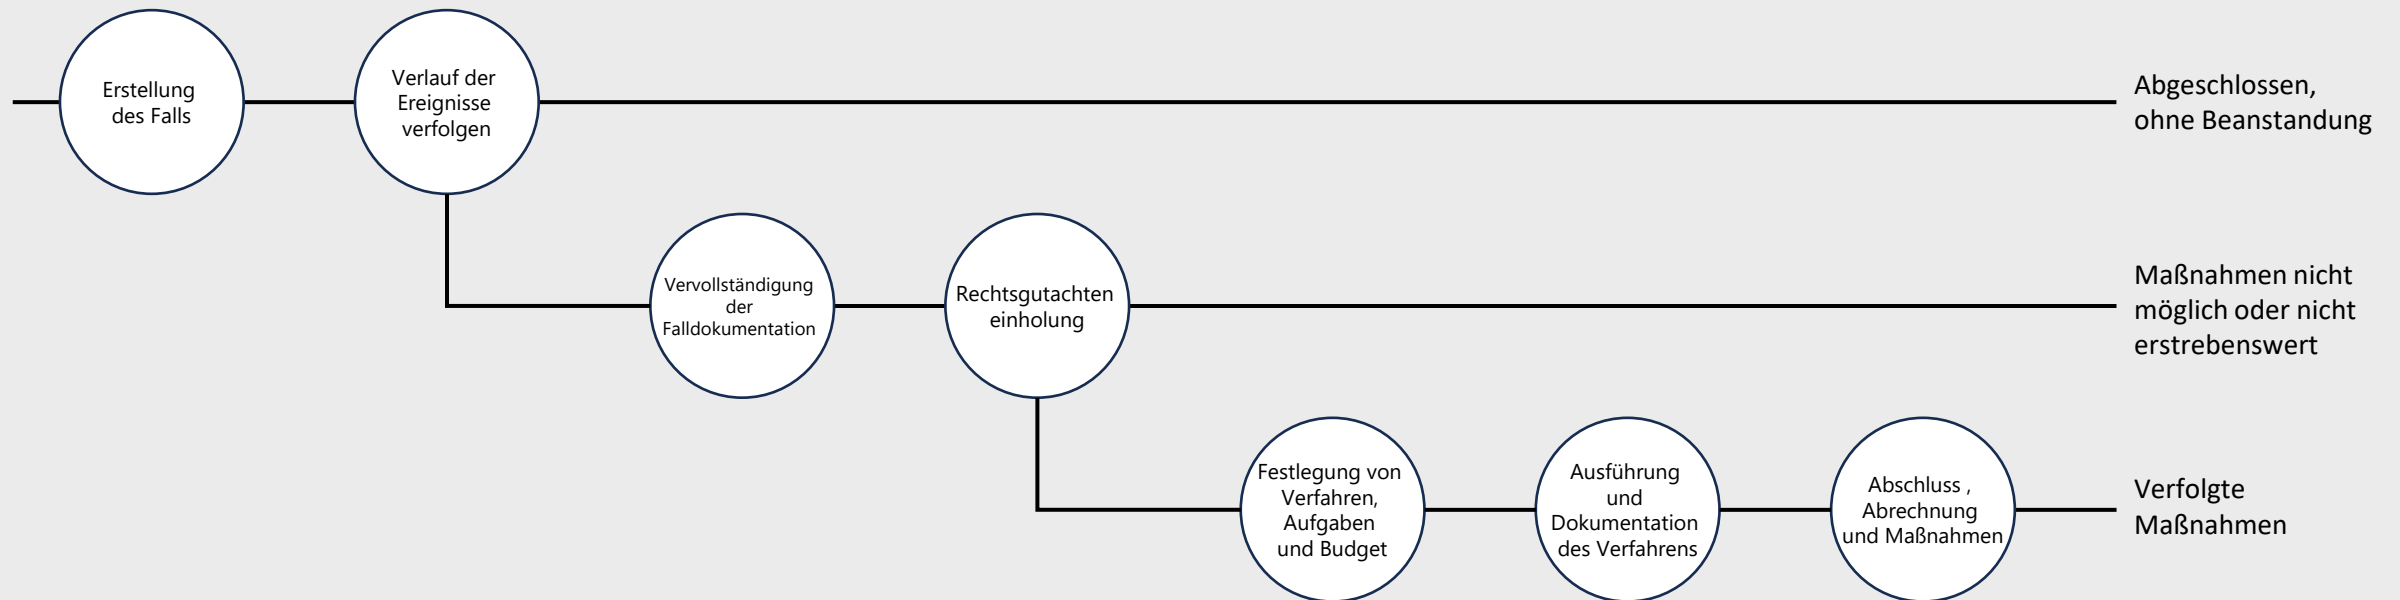 Erstellung
des Falls
Verlauf der
Ereignisse
verfolgen
Abgeschlossen,
ohne Beanstandung
Vervollständigung
der
Falldokumentation
Rechtsgutachten
einholung
Maßnahmen nicht
möglich oder nicht
erstrebenswert
Festlegung von
Verfahren,
Aufgaben
und Budget
Ausführung
und
Dokumentation
des Verfahrens
Abschluss ,
Abrechnung
und Maßnahmen
Verfolgte
Maßnahmen